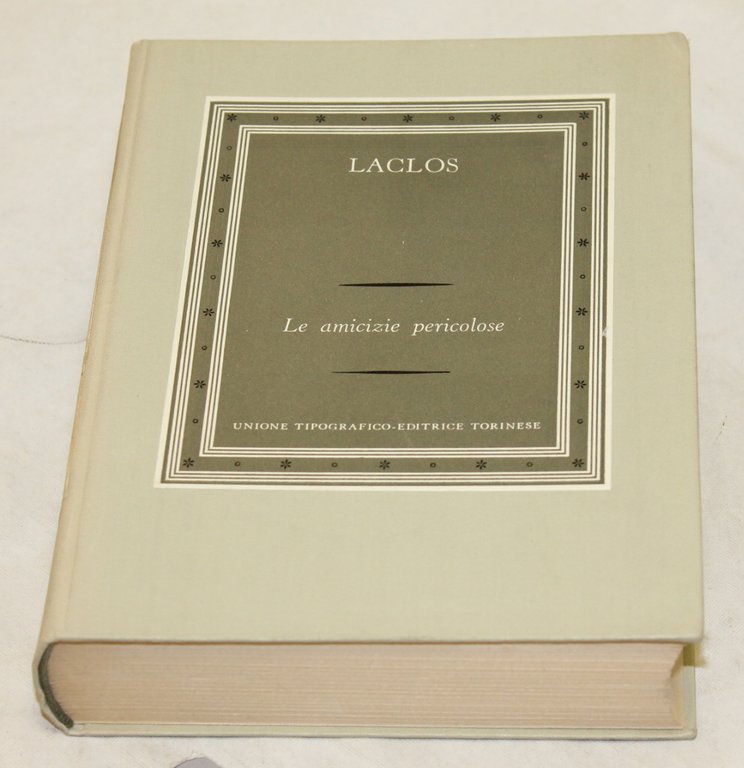 LACLOS
Le amicizie pericolose
UNIONE TIPOGRAFICO-EDITRICE TORINESE